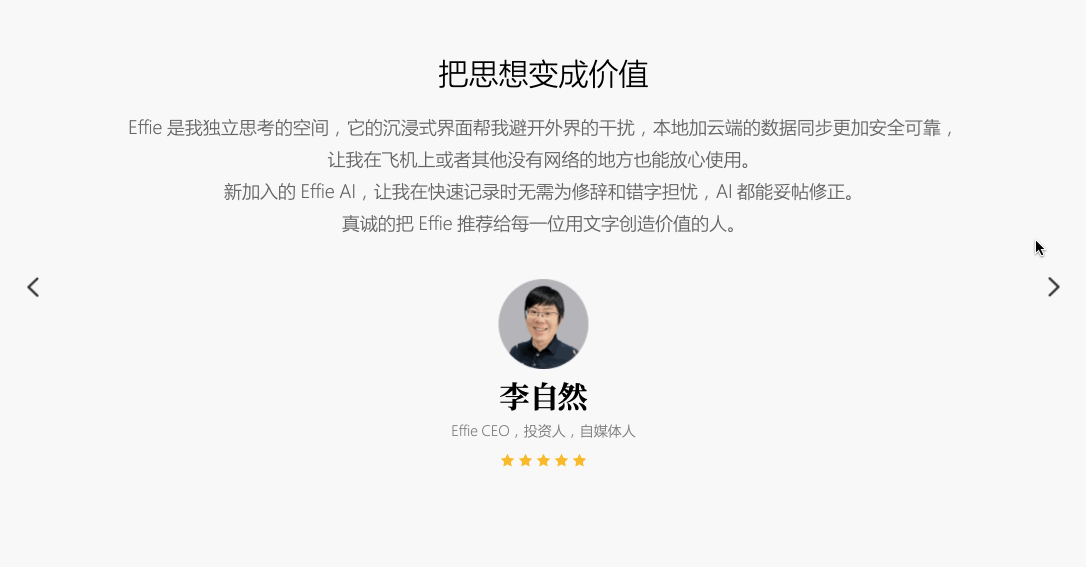 把思想变成价值
Effie 是我独立思考的空间，它的沉浸式界面帮我避开外界的干扰，本地加云端的数据同步更加安全可靠，
让我在飞机上或者其他没有网络的地方也能放心使用。
新加入的 Effie AI，让我在快速记录时无需为修辞和错字担忧，AI 都能妥帖修正。
真诚的把 Effie 推荐给每一位用文字创造价值的人。
李自然
Effie CEO，投资人，自媒体人